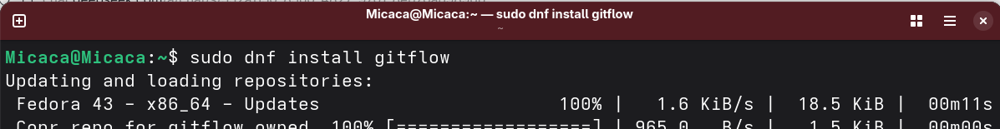 Micaca@Micaca:~ — sudo dnf install gitflow
~
Micaca@Micaca:~$ sudo dnf install gitflow
Updating and loading repositories:
Fedora 43 - x86_64 - Updates 100% | 1.6 KiB/s | 18.5 KiB | 00m11s
Copr repo for gitflow owned 100% [==================] | 965.0 B/s | 1.5 KiB | 00m00s